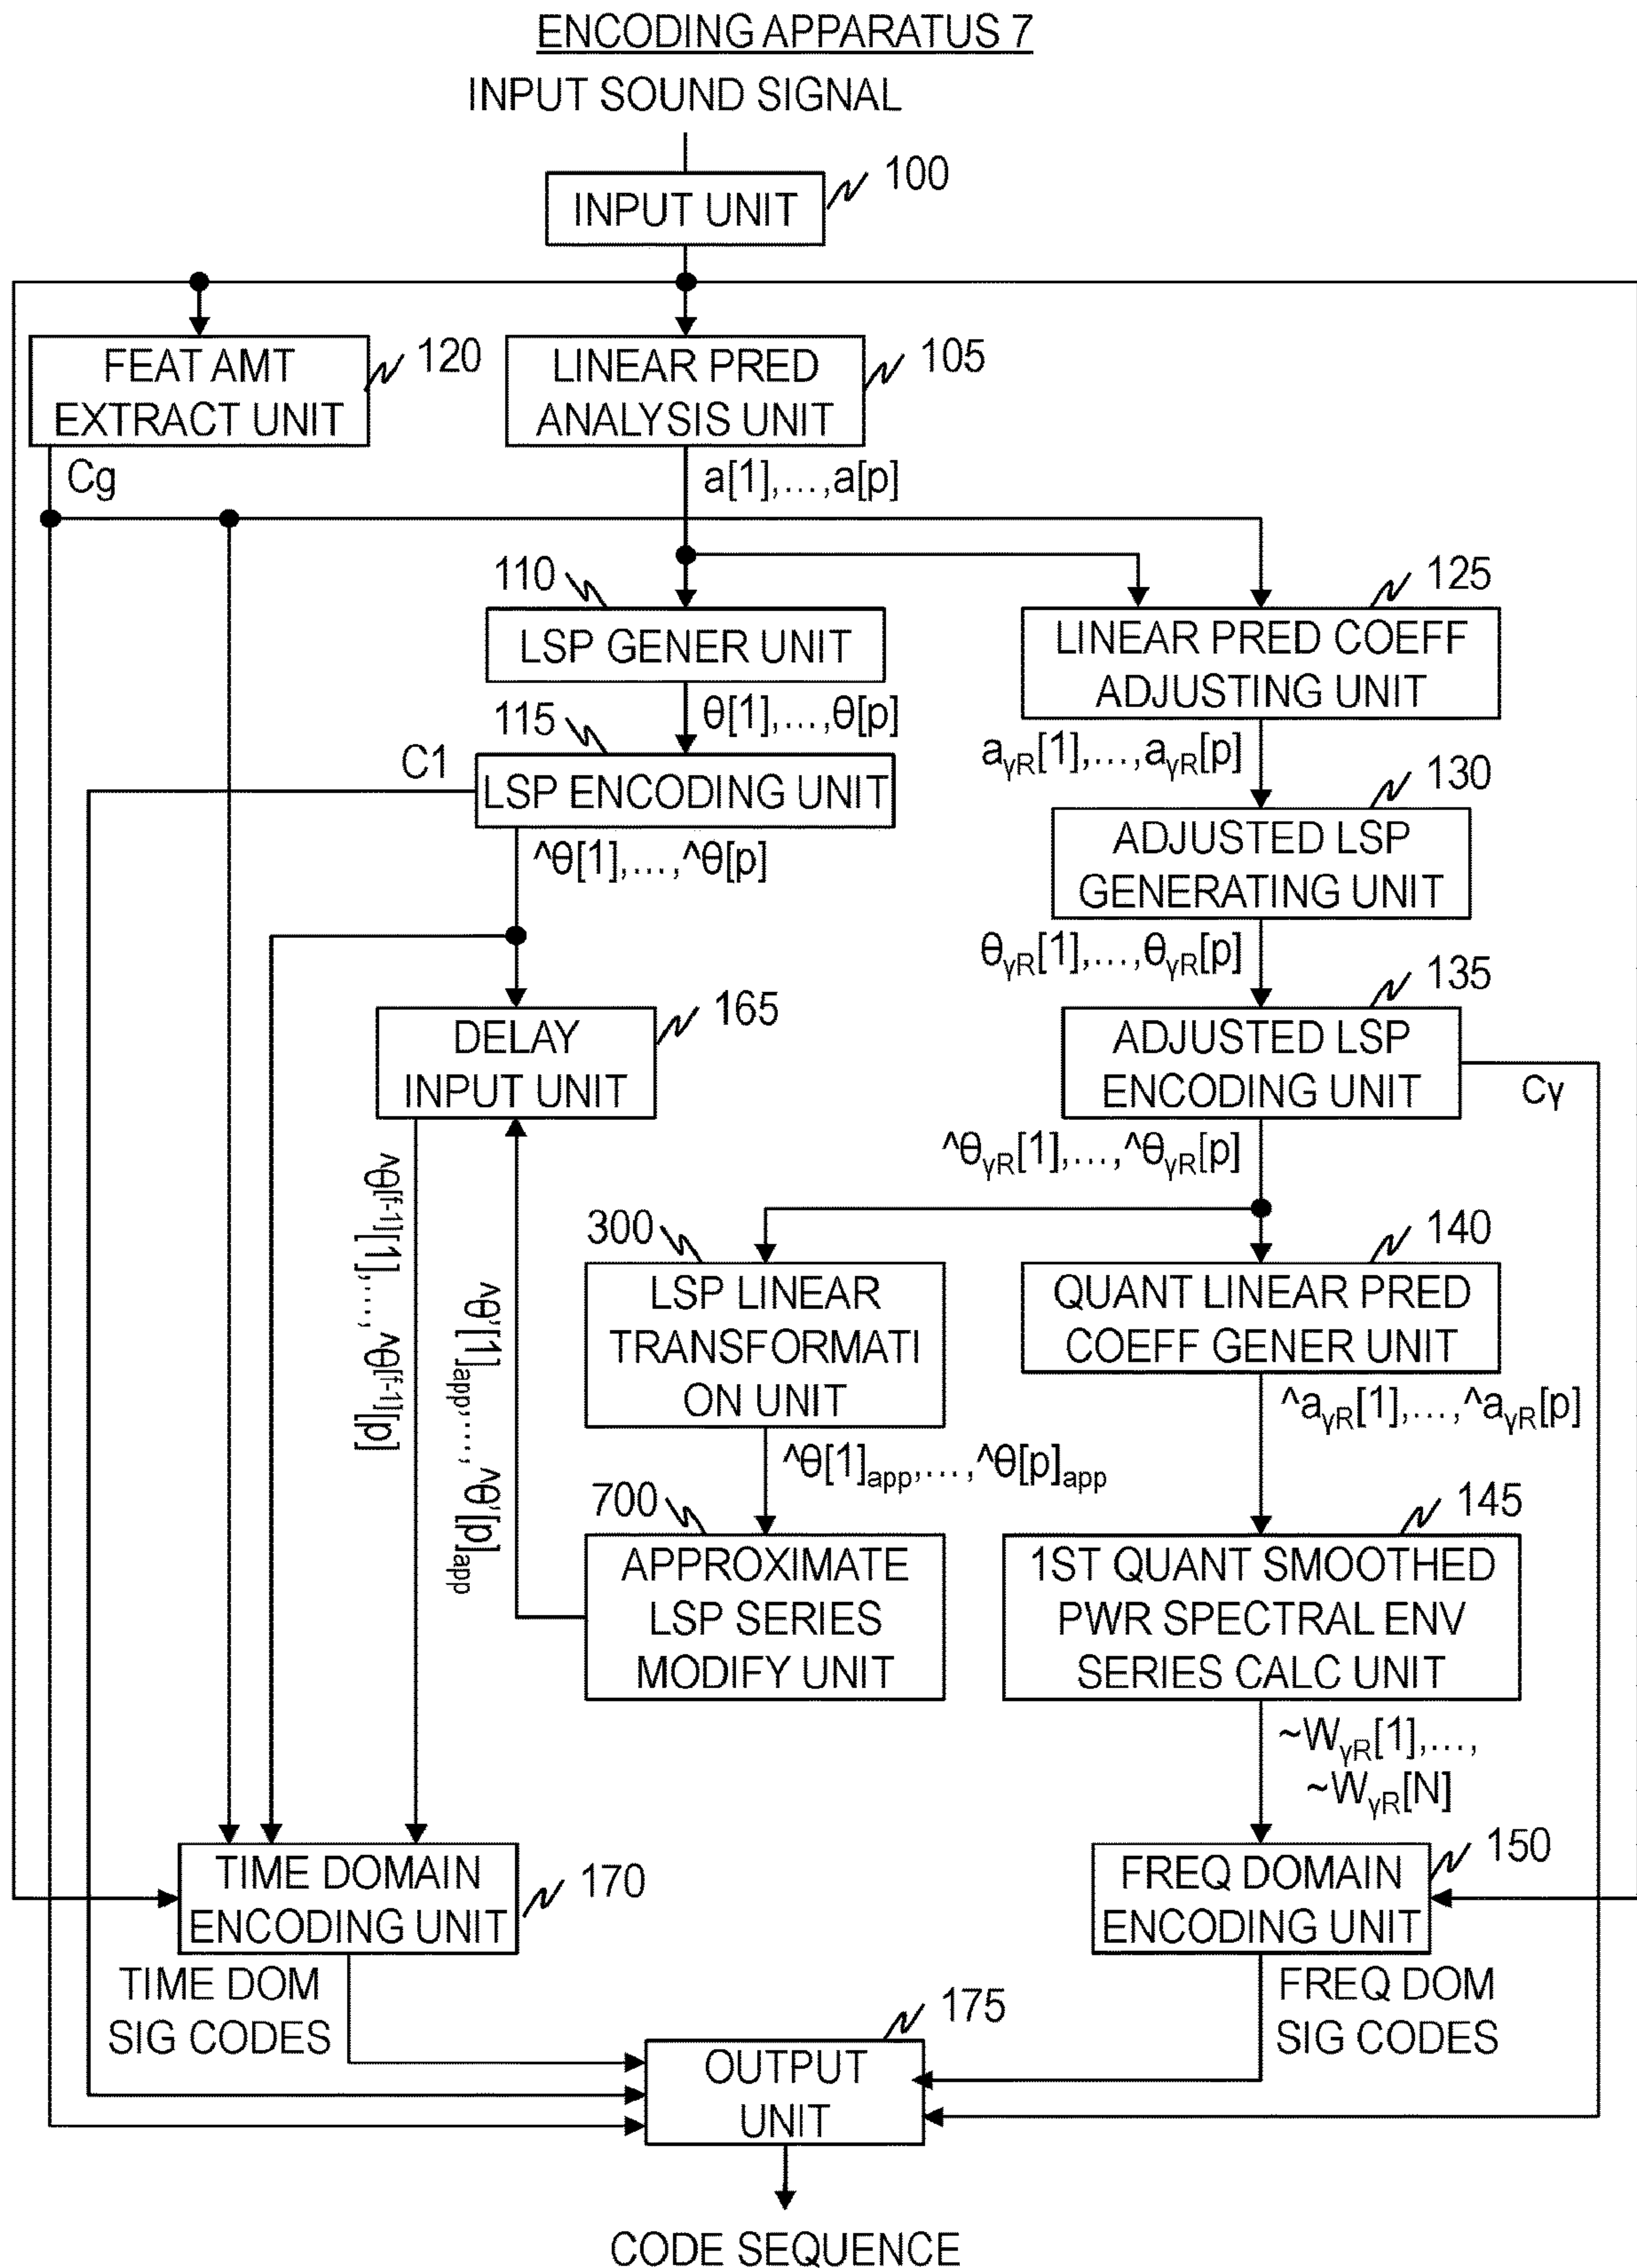 ENCODING APPARATUS 7
INPUT SOUND SIGNAL
100
INPUT UNIT
120
FEAT AMT
EXTRACT UNIT
105
LINEAR PRED
ANALYSIS UNIT
Cg
a[1],...,a[p]
110
LSP GENER UNIT
125
LINEAR PRED COEFF
ADJUSTING UNIT
θ[1],...,θ[p]
115
C1
LSP ENCODING UNIT
aγR[1],...,aγR[p]
130
ADJUSTED LSP
GENERATING UNIT
^θ[1],...,^θ[p]
θγR[1],...,θγR[p]
165
DELAY
INPUT UNIT
135
ADJUSTED LSP
ENCODING UNIT
Cγ
^θγR[1],...,^θγR[p]
^θ[f-1][1],...,^θ[f-1][p]
^θ'[1]app,...,^θ'[p]app
300
LSP LINEAR
TRANSFORMATI
ON UNIT
140
QUANT LINEAR PRED
COEFF GENER UNIT
^aγR[1],...,^aγR[p]
^θ[1]app,...,^θ[p]app
700
APPROXIMATE
LSP SERIES
MODIFY UNIT
145
1ST QUANT SMOOTHED
PWR SPECTRAL ENV
SERIES CALC UNIT
~WγR[1],...,
~WγR[N]
TIME DOMAIN
ENCODING UNIT
170
FREQ DOMAIN
ENCODING UNIT
150
TIME DOM
SIG CODES
FREQ DOM
SIG CODES
175
OUTPUT
UNIT
CODE SEQUENCE